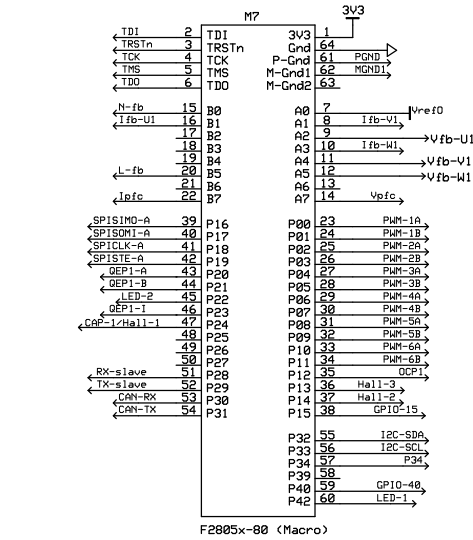 M7 3V3
TDI 2 TDI 3V3 1
TRSTn 3 TRSTn Gnd 64
TCK 4 TCK P-Gnd 61 PGND
TMS 5 TMS M-Gnd1 62 MGND1
TDO 6 TDO M-Gnd2 63
N-fb 15 B0 A0 7 Vref0
Ifb-U1 16 B1 A1 8 Ifb-V1
17 B2 A2 9 Vfb-U1
18 B3 A3 10 Ifb-W1
19 B4 A4 11 Vfb-V1
L-fb 20 B5 A5 12 Vfb-W1
21 B6 A6 13
Ipfc 22 B7 A7 14 Vpfc
SPISIMO-A 39 P16 P00 23 PWM-1A
SPISOMI-A 40 P17 P01 24 PWM-1B
SPICLK-A 41 P18 P02 25 PWM-2A
SPISTE-A 42 P19 P03 26 PWM-2B
QEP1-A 43 P20 P04 27 PWM-3A
QEP1-B 44 P21 P05 28 PWM-3B
LED-2 45 P22 P06 29 PWM-4A
QEP1-I 46 P23 P07 30 PWM-4B
CAP-1/Hall-1 47 P24 P08 31 PWM-5A
48 P25 P09 32 PWM-5B
49 P26 P10 33 PWM-6A
50 P27 P11 34 PWM-6B
RX-slave 51 P28 P12 35 OCP1
TX-slave 52 P29 P13 36 Hall-3
CAN-RX 53 P30 P14 37 Hall-2
CAN-TX 54 P31 P15 38 GPIO-15
P32 55 I2C-SDA
P33 56 I2C-SCL
P34 57 P34
P39 58
P40 59 GPIO-40
P42 60 LED-1
F2805x-80 (Macro)